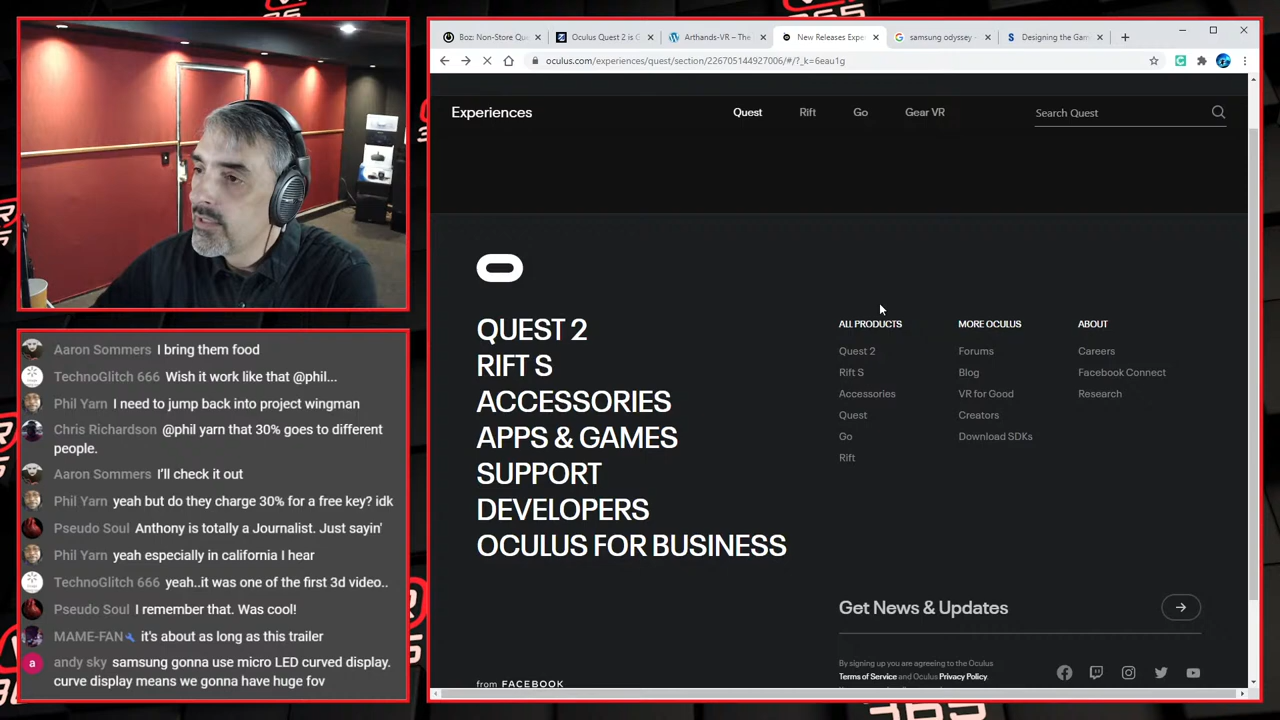 Boz: Non-Store Que
Oculus Quest 2 is G
Arthands-VR – The
New Releases Expe
samsung odyssey -
Designing the Gam
oculus.com/experiences/quest/section/226705144927006/#/?_k=6eau1g
Experiences
Quest
Rift
Go
Gear VR
Search Quest
QUEST 2
RIFT S
ACCESSORIES
APPS & GAMES
SUPPORT
DEVELOPERS
OCULUS FOR BUSINESS
from FACEBOOK
ALL PRODUCTS
Quest 2
Rift S
Accessories
Quest
Go
Rift
MORE OCULUS
Forums
Blog
VR for Good
Creators
Download SDKs
ABOUT
Careers
Facebook Connect
Research
Get News & Updates
By signing up you are agreeing to the Oculus
Terms of Service and Oculus Privacy Policy.
Aaron Sommers I bring them food
TechnoGlitch 666 Wish it work like that @phil...
Phil Yarn I need to jump back into project wingman
Chris Richardson @phil yarn that 30% goes to different
people.
Aaron Sommers I'll check it out
Phil Yarn yeah but do they charge 30% for a free key? idk
Pseudo Soul Anthony is totally a Journalist. Just sayin'
Phil Yarn yeah especially in california I hear
TechnoGlitch 666 yeah..it was one of the first 3d video..
Pseudo Soul I remember that. Was cool!
MAME-FAN it's about as long as this trailer
andy sky samsung gonna use micro LED curved display.
curve display means we gonna have huge fov